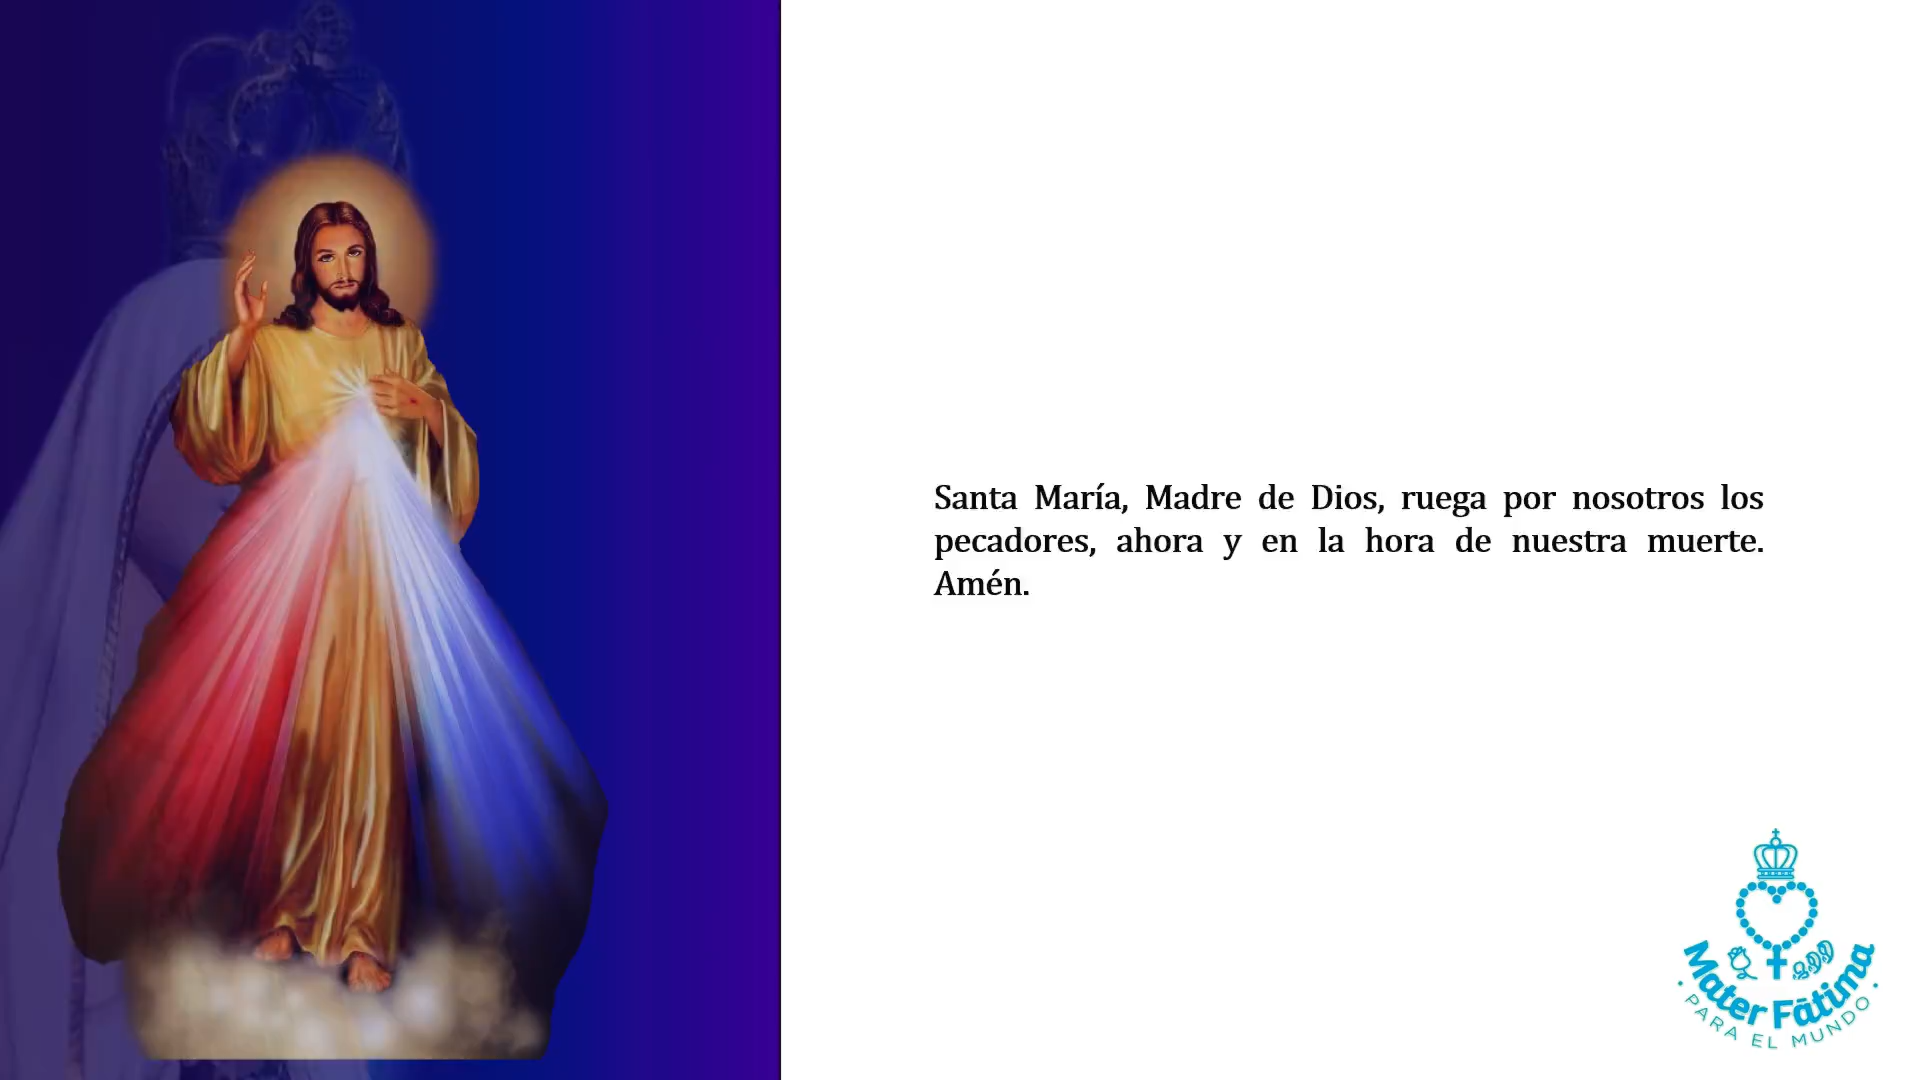 Santa María, Madre de Dios, ruega por nosotros los
pecadores, ahora y en la hora de nuestra muerte.
Amén.
Mater Fātima
· PARA EL MUNDO ·